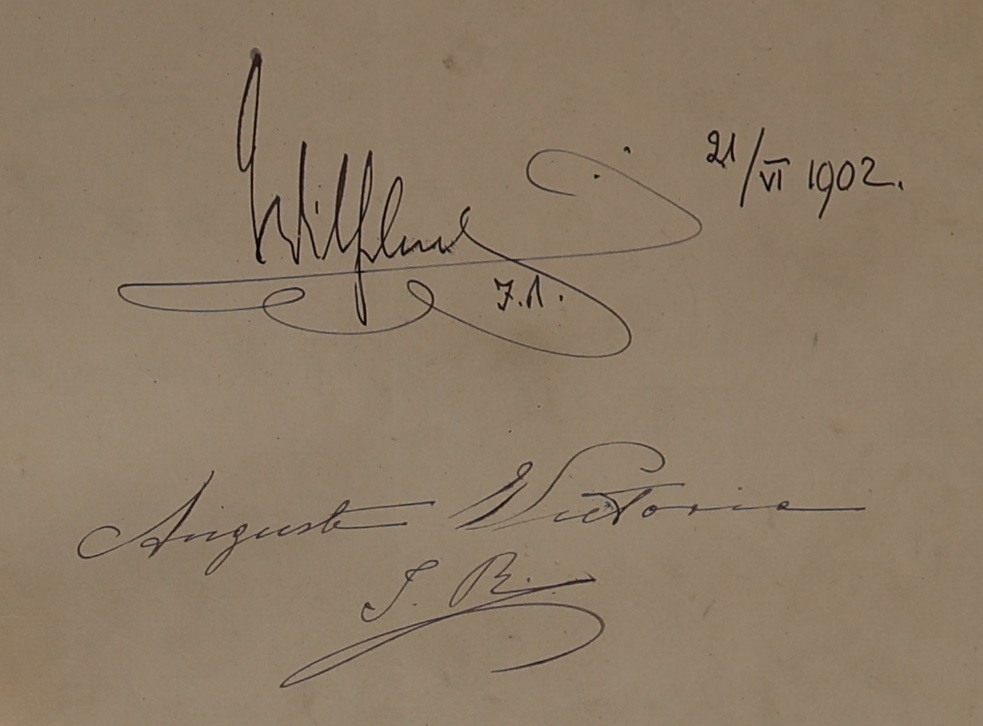 Wilhelm 21/VI 1902.
I.R.
Auguste Victoria
I. R.